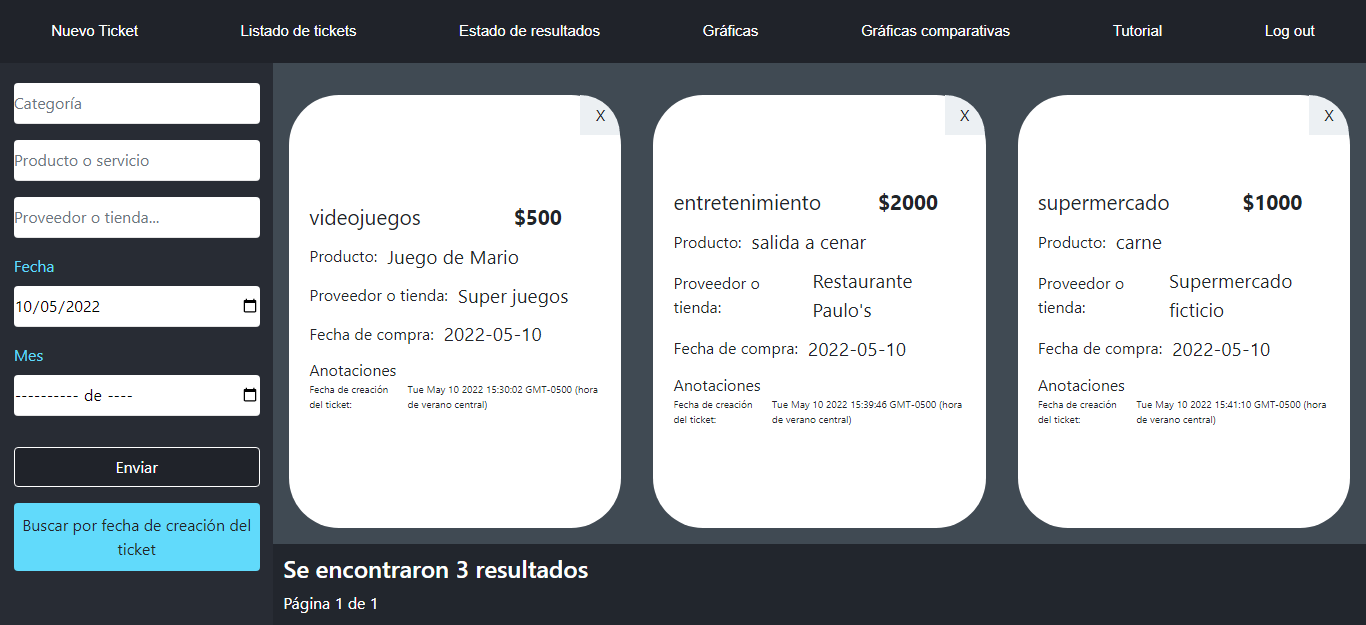 Nuevo Ticket Listado de tickets Estado de resultados Gráficas Gráficas comparativas Tutorial Log out
Categoría
Producto o servicio
Proveedor o tienda...
Fecha
10/05/2022
Mes
---------- de ----
Enviar
Buscar por fecha de creación del
ticket
X
videojuegos $500
Producto: Juego de Mario
Proveedor o tienda: Super juegos
Fecha de compra: 2022-05-10
Anotaciones
Fecha de creación Tue May 10 2022 15:30:02 GMT-0500 (hora
del ticket: de verano central)
X
entretenimiento $2000
Producto: salida a cenar
Proveedor o Restaurante
tienda: Paulo's
Fecha de compra: 2022-05-10
Anotaciones
Fecha de creación Tue May 10 2022 15:39:46 GMT-0500 (hora
del ticket: de verano central)
X
supermercado $1000
Producto: carne
Proveedor o Supermercado
tienda: ficticio
Fecha de compra: 2022-05-10
Anotaciones
Fecha de creación Tue May 10 2022 15:41:10 GMT-0500 (hora
del ticket: de verano central)
Se encontraron 3 resultados
Página 1 de 1